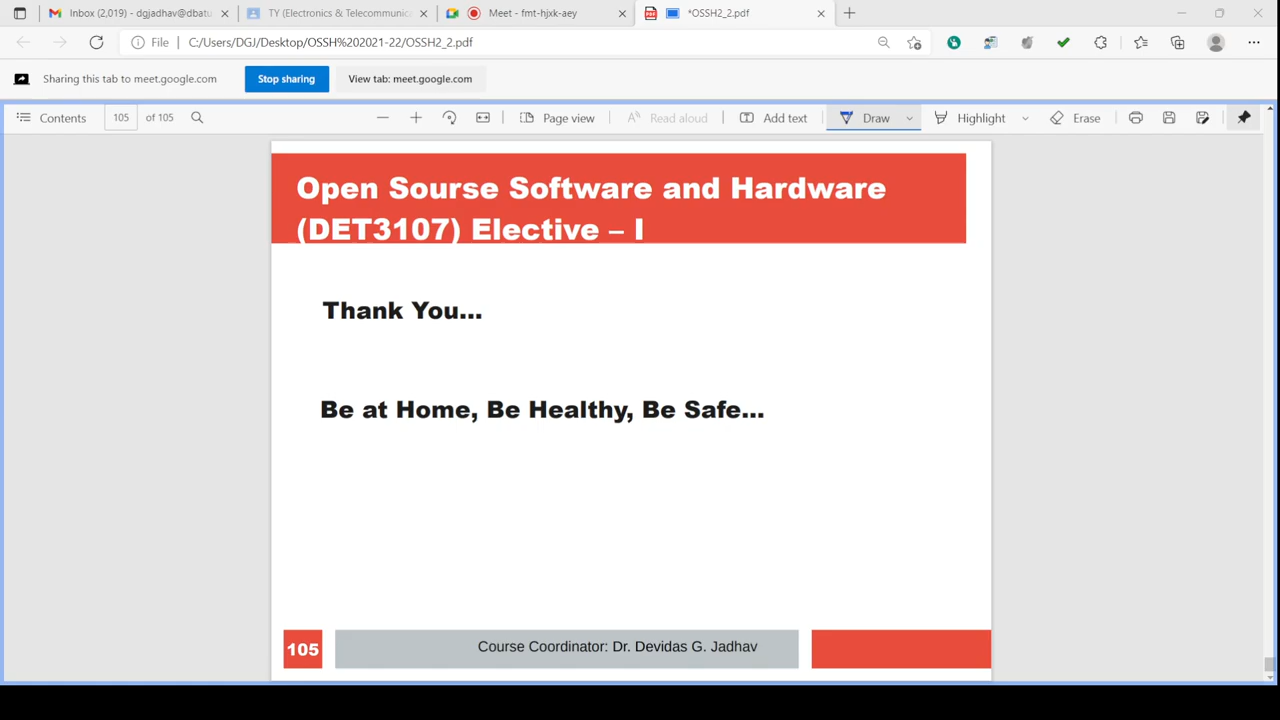 Inbox (2,019) - dgjadhav@dbatu
TY (Electronics & Telecommunica
Meet - fmt-hjxk-aey
*OSSH2_2.pdf
File
C:/Users/DGJ/Desktop/OSSH%202021-22/OSSH2_2.pdf
Sharing this tab to meet.google.com
Stop sharing
View tab: meet.google.com
Contents
105 of 105
Page view
Read aloud
Add text
Draw
Highlight
Erase
Open Sourse Software and Hardware
(DET3107) Elective – I
Thank You...
Be at Home, Be Healthy, Be Safe...
105
Course Coordinator: Dr. Devidas G. Jadhav